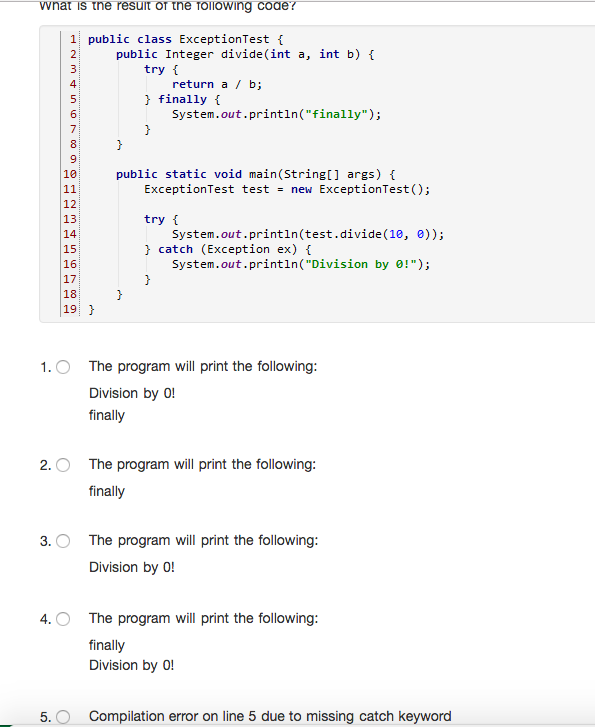 What is the result of the following code?
1 public class ExceptionTest {
2 public Integer divide(int a, int b) {
3 try {
4 return a / b;
5 } finally {
6 System.out.println("finally");
7 }
8 }
9
10 public static void main(String[] args) {
11 ExceptionTest test = new ExceptionTest();
12
13 try {
14 System.out.println(test.divide(10, 0));
15 } catch (Exception ex) {
16 System.out.println("Division by 0!");
17 }
18 }
19 }
1. The program will print the following:
Division by 0!
finally
2. The program will print the following:
finally
3. The program will print the following:
Division by 0!
4. The program will print the following:
finally
Division by 0!
5. Compilation error on line 5 due to missing catch keyword